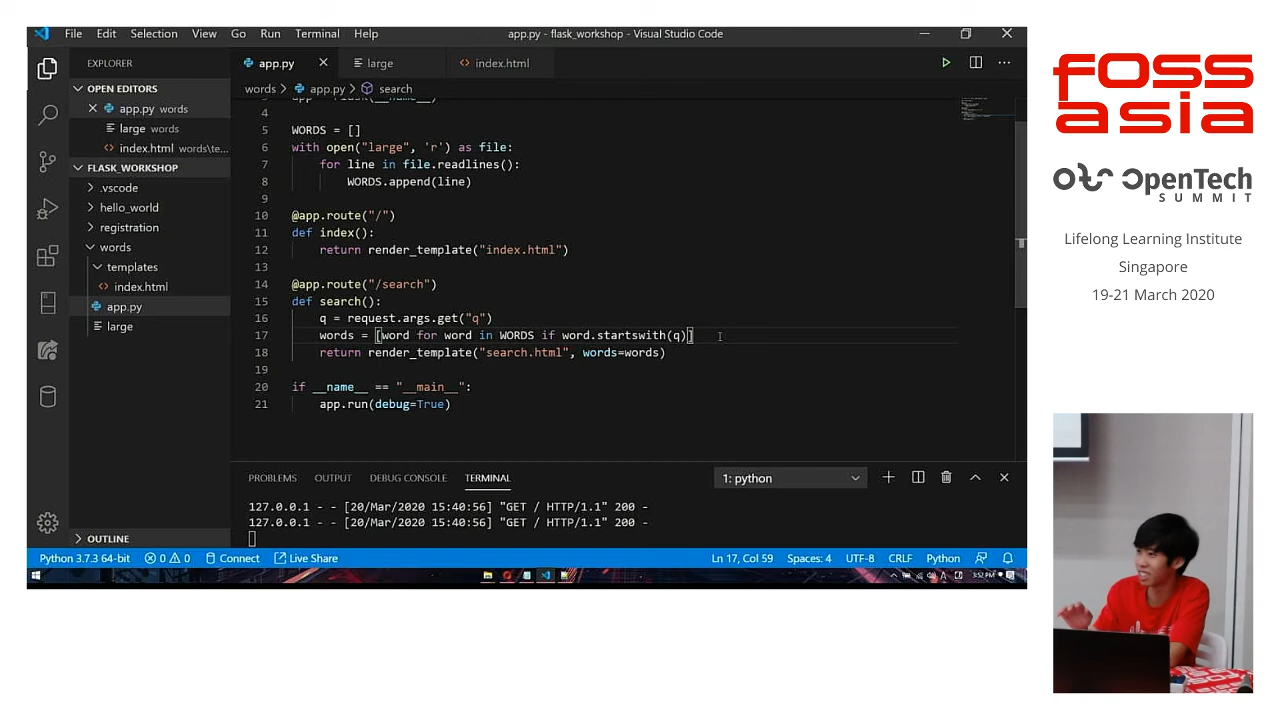 File Edit Selection View Go Run Terminal Help
app.py - flask_workshop - Visual Studio Code
EXPLORER
OPEN EDITORS
app.py words
large words
index.html words\te...
FLASK_WORKSHOP
.vscode
hello_world
registration
words
templates
index.html
app.py
large
OUTLINE
app.py
large
index.html
words > app.py > search
4
5 WORDS = []
6 with open("large", 'r') as file:
7 for line in file.readlines():
8 WORDS.append(line)
9
10 @app.route("/")
11 def index():
12 return render_template("index.html")
13
14 @app.route("/search")
15 def search():
16 q = request.args.get("q")
17 words = [word for word in WORDS if word.startswith(q)]
18 return render_template("search.html", words=words)
19
20 if __name__ == "__main__":
21 app.run(debug=True)
PROBLEMS OUTPUT DEBUG CONSOLE TERMINAL
1: python
127.0.0.1 - - [20/Mar/2020 15:40:56] "GET / HTTP/1.1" 200 -
127.0.0.1 - - [20/Mar/2020 15:40:56] "GET / HTTP/1.1" 200 -
Python 3.7.3 64-bit 0 0 Connect Live Share
Ln 17, Col 59 Spaces: 4 UTF-8 CRLF Python
3:52 PM
FOSS
asia
OpenTech
SUMMIT
Lifelong Learning Institute
Singapore
19-21 March 2020